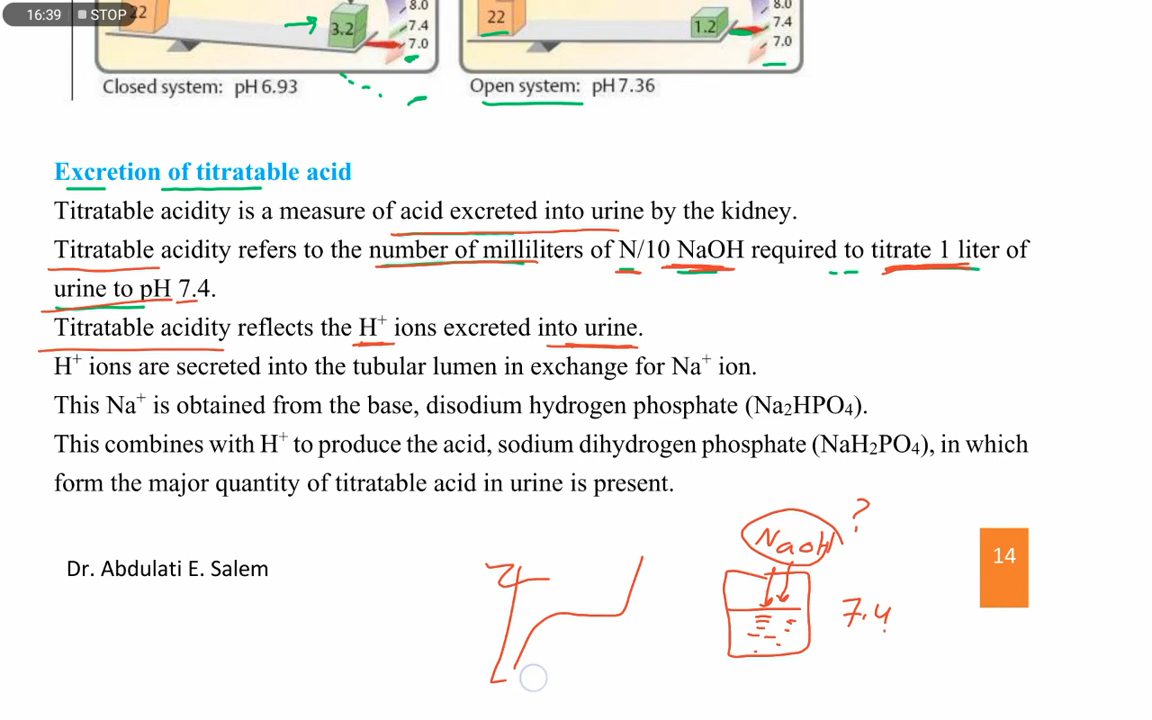 16:39 STOP
22 3.2 8.0
7.4
7.0
22 1.2 8.0
7.4
7.0
Closed system: pH 6.93
Open system: pH 7.36
Excretion of titratable acid
Titratable acidity is a measure of acid excreted into urine by the kidney.
Titratable acidity refers to the number of milliliters of N/10 NaOH required to titrate 1 liter of
urine to pH 7.4.
Titratable acidity reflects the H⁺ ions excreted into urine.
H⁺ ions are secreted into the tubular lumen in exchange for Na⁺ ion.
This Na⁺ is obtained from the base, disodium hydrogen phosphate (Na₂HPO₄).
This combines with H⁺ to produce the acid, sodium dihydrogen phosphate (NaH₂PO₄), in which
form the major quantity of titratable acid in urine is present.
NaOH ?
7.4
Dr. Abdulati E. Salem
14